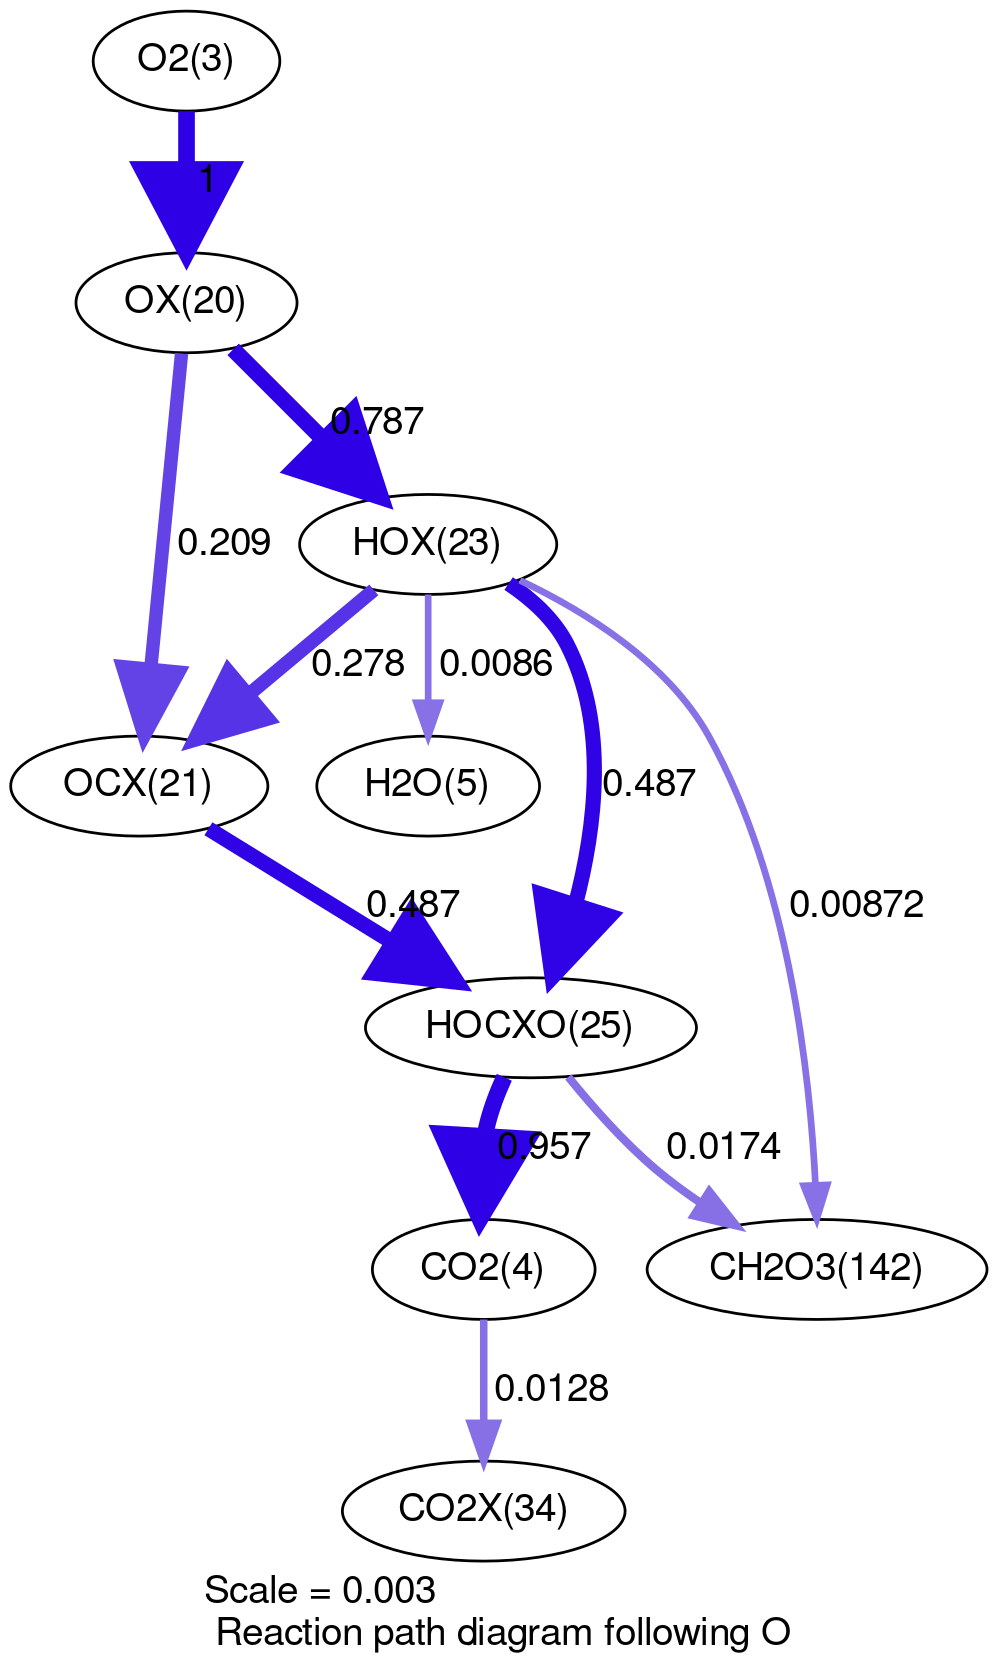 O2(3)
1
OX(20)
0.787
0.209
HOX(23)
0.278
0.0086
OCX(21)
H2O(5)
0.487
0.487
0.00872
HOCXO(25)
0.957
0.0174
CO2(4)
CH2O3(142)
0.0128
CO2X(34)
Scale = 0.003
Reaction path diagram following O